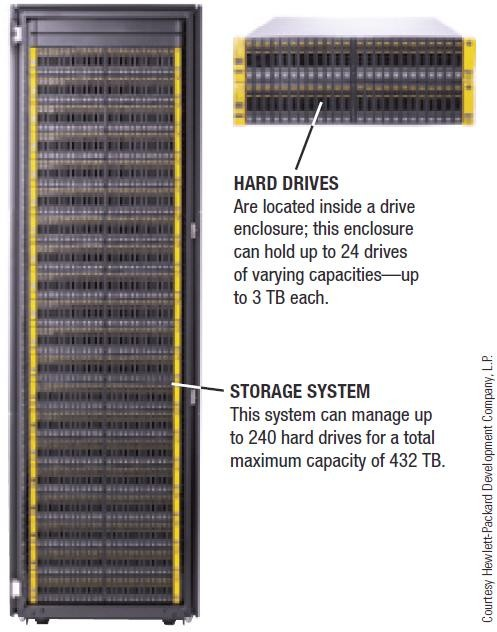 HARD DRIVES
Are located inside a drive
enclosure; this enclosure
can hold up to 24 drives
of varying capacities—up
to 3 TB each.
STORAGE SYSTEM
This system can manage up
to 240 hard drives for a total
maximum capacity of 432 TB.
Courtesy Hewlett-Packard Development Company, L.P.